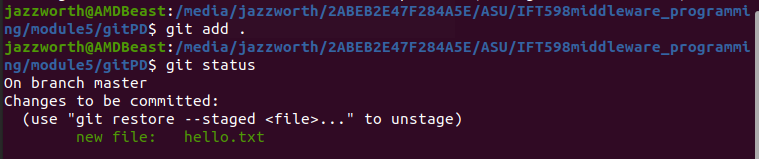 jazzworth@AMDBeast:/media/jazzworth/2ABEB2E47F284A5E/ASU/IFT598middleware_programmi
ng/module5/gitPD$ git add .
jazzworth@AMDBeast:/media/jazzworth/2ABEB2E47F284A5E/ASU/IFT598middleware_programmi
ng/module5/gitPD$ git status
On branch master
Changes to be committed:
  (use "git restore --staged <file>..." to unstage)
        new file:   hello.txt